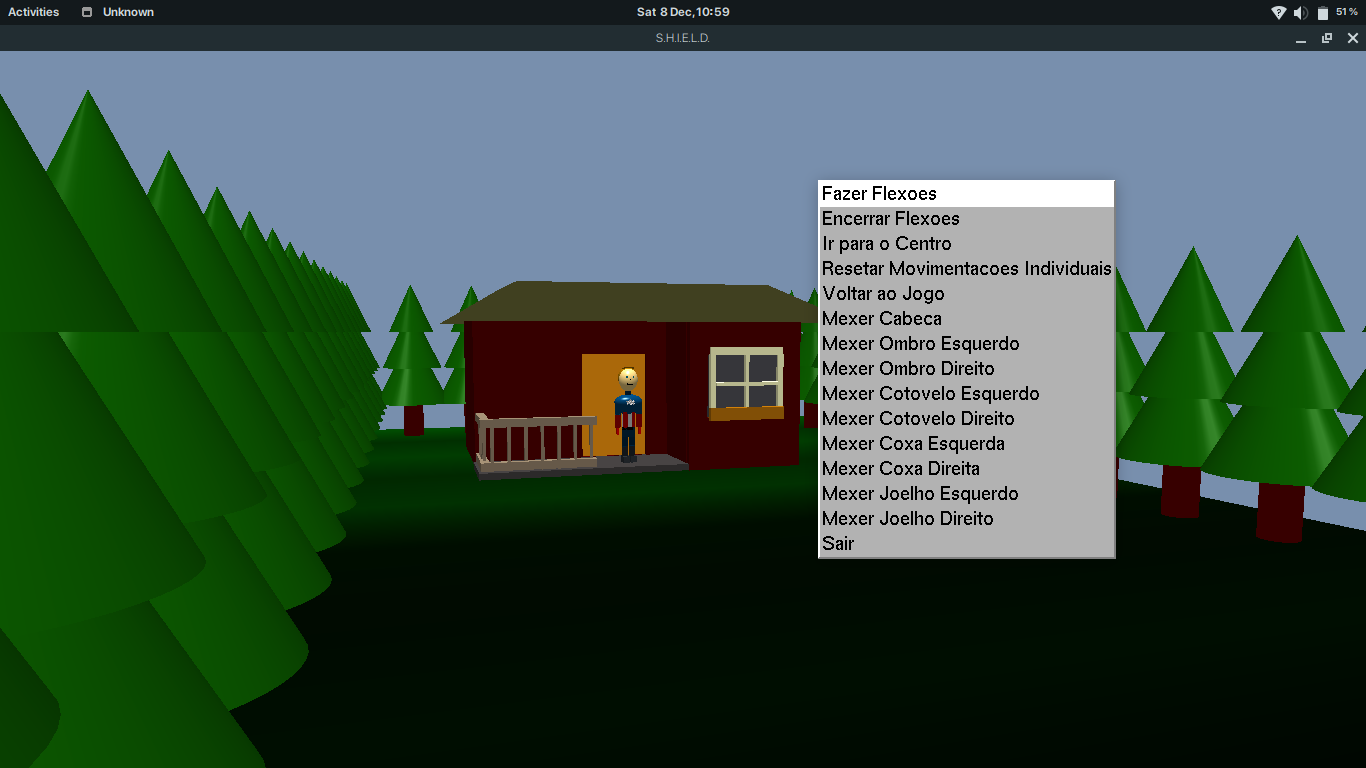 Activities Unknown Sat 8 Dec, 10:59 51 %
S.H.I.E.L.D.
Fazer Flexoes
Encerrar Flexoes
Ir para o Centro
Resetar Movimentacoes Individuais
Voltar ao Jogo
Mexer Cabeca
Mexer Ombro Esquerdo
Mexer Ombro Direito
Mexer Cotovelo Esquerdo
Mexer Cotovelo Direito
Mexer Coxa Esquerda
Mexer Coxa Direita
Mexer Joelho Esquerdo
Mexer Joelho Direito
Sair